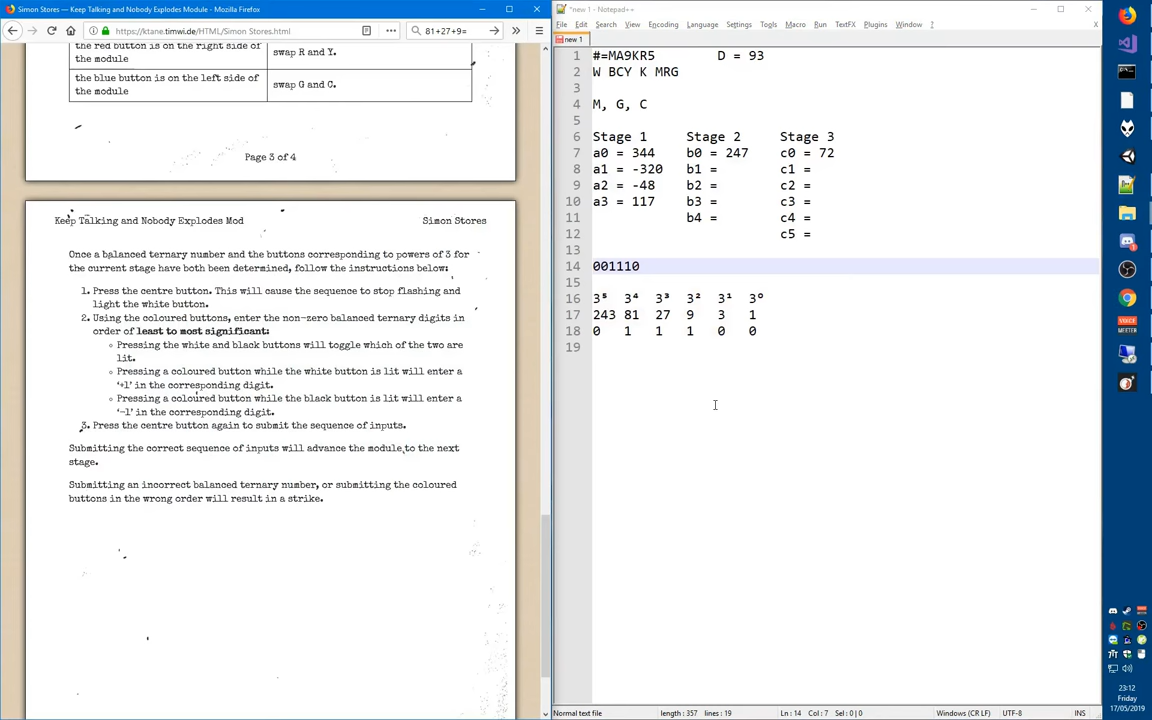 Simon Stores — Keep Talking and Nobody Explodes Module - Mozilla Firefox
https://ktane.timwi.de/HTML/Simon Stores.html
81+27+9=
the red button is on the right side of
the module
swap R and Y.
the blue button is on the left side of
the module
swap G and C.
Page 3 of 4
Keep Talking and Nobody Explodes Mod
Simon Stores
Once a balanced ternary number and the buttons corresponding to powers of 3 for
the current stage have both been determined, follow the instructions below:
1. Press the centre button. This will cause the sequence to stop flashing and
light the white button.
2. Using the coloured buttons, enter the non-zero balanced ternary digits in
order of least to most significant:
Pressing the white and black buttons will toggle which of the two are
lit.
Pressing a coloured button while the white button is lit will enter a
‘+1’ in the corresponding digit.
Pressing a coloured button while the black button is lit will enter a
‘−1’ in the corresponding digit.
3. Press the centre button again to submit the sequence of inputs.
Submitting the correct sequence of inputs will advance the module to the next
stage.
Submitting an incorrect balanced ternary number, or submitting the coloured
buttons in the wrong order will result in a strike.
*new 1 - Notepad++
File Edit Search View Encoding Language Settings Tools Macro Run TextFX Plugins Window ?
X
new 1
1 #=MA9KR5 D = 93
2 W BCY K MRG
3
4 M, G, C
5
6 Stage 1 Stage 2 Stage 3
7 a0 = 344 b0 = 247 c0 = 72
8 a1 = -320 b1 = c1 =
9 a2 = -48 b2 = c2 =
10 a3 = 117 b3 = c3 =
11 b4 = c4 =
12 c5 =
13
14 001110
15
16 3⁵ 3⁴ 3³ 3² 3¹ 3⁰
17 243 81 27 9 3 1
18 0 1 1 1 0 0
19
Normal text file length : 357 lines : 19 Ln : 14 Col : 7 Sel : 0 | 0 Windows (CR LF) UTF-8 INS
23:12
Friday
17/05/2019